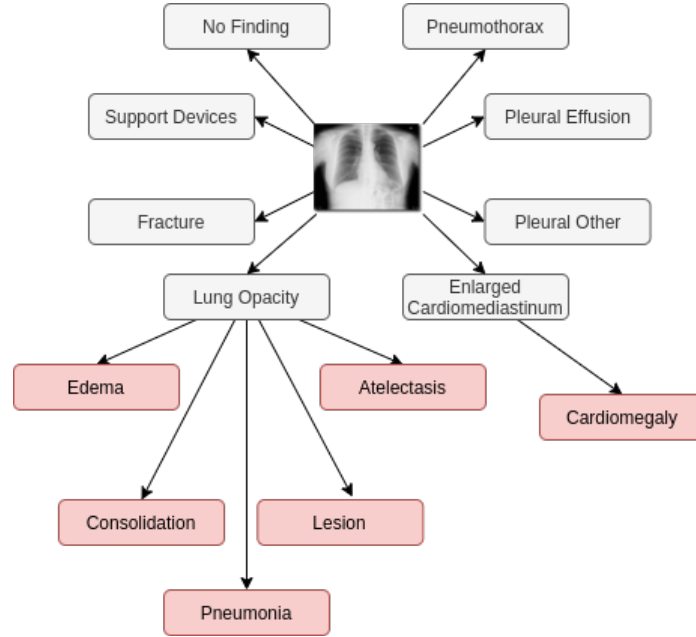 No Finding
Pneumothorax
Support Devices
Pleural Effusion
Fracture
Pleural Other
Lung Opacity
Enlarged
Cardiomediastinum
Edema
Atelectasis
Cardiomegaly
Consolidation
Lesion
Pneumonia